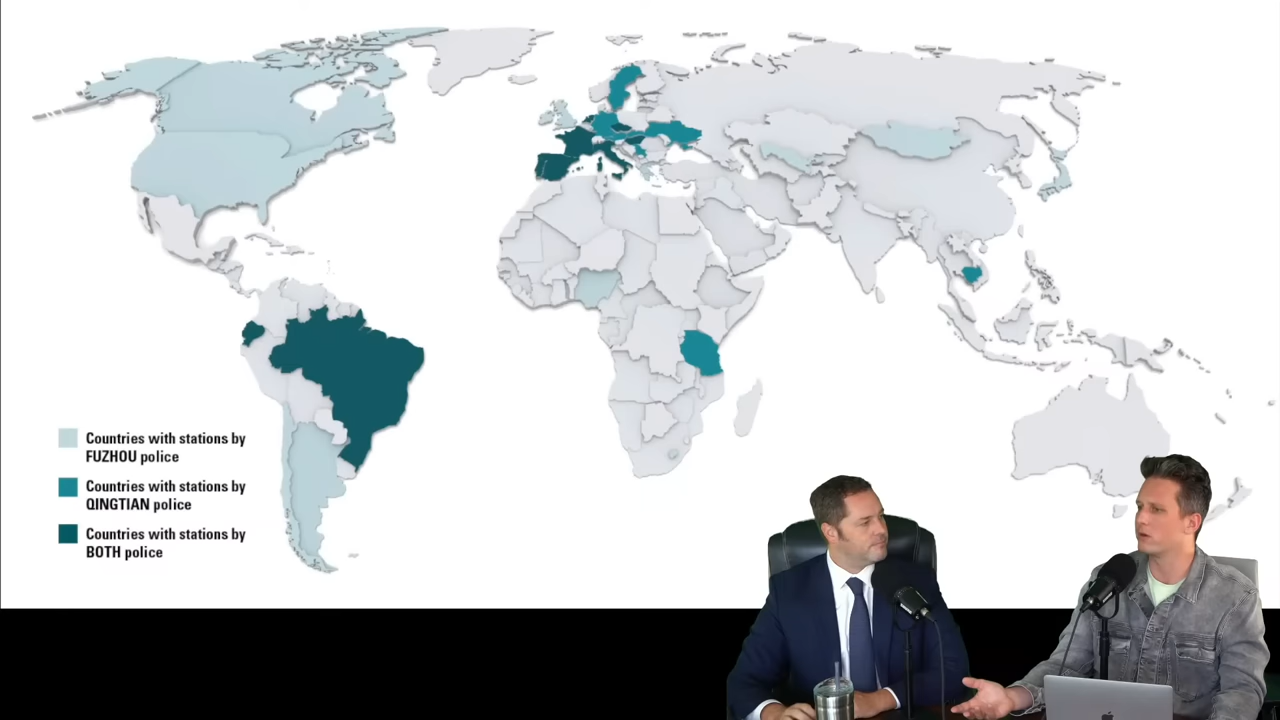 Countries with stations by
FUZHOU police
Countries with stations by
QINGTIAN police
Countries with stations by
BOTH police